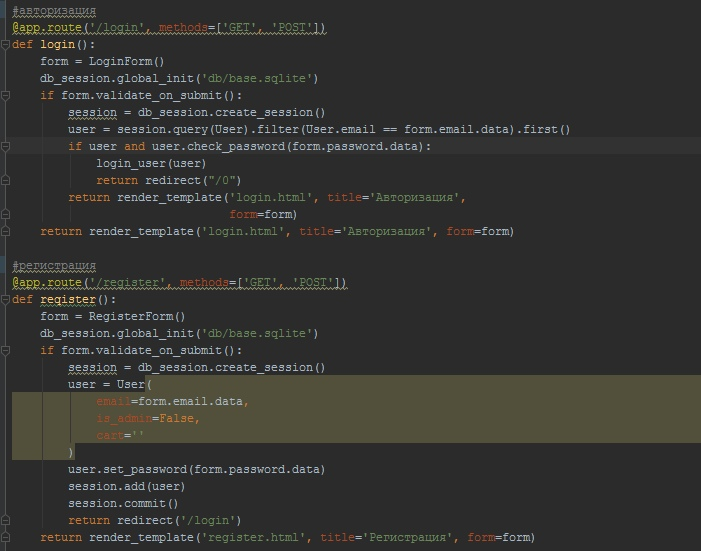 #авторизация
@app.route('/login', methods=['GET', 'POST'])
def login():
    form = LoginForm()
    db_session.global_init('db/base.sqlite')
    if form.validate_on_submit():
        session = db_session.create_session()
        user = session.query(User).filter(User.email == form.email.data).first()
        if user and user.check_password(form.password.data):
            login_user(user)
            return redirect("/0")
        return render_template('login.html', title='Авторизация',
                               form=form)
    return render_template('login.html', title='Авторизация', form=form)
#регистрация
@app.route('/register', methods=['GET', 'POST'])
def register():
    form = RegisterForm()
    db_session.global_init('db/base.sqlite')
    if form.validate_on_submit():
        session = db_session.create_session()
        user = User(
            email=form.email.data,
            is_admin=False,
            cart=''
        )
        user.set_password(form.password.data)
        session.add(user)
        session.commit()
        return redirect('/login')
    return render_template('register.html', title='Регистрация', form=form)